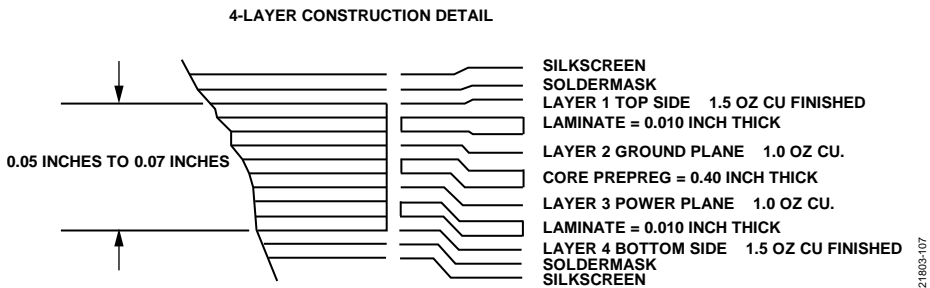 4-LAYER CONSTRUCTION DETAIL
SILKSCREEN
SOLDERMASK
LAYER 1 TOP SIDE 1.5 OZ CU FINISHED
LAMINATE = 0.010 INCH THICK
LAYER 2 GROUND PLANE 1.0 OZ CU.
0.05 INCHES TO 0.07 INCHES
CORE PREPREG = 0.40 INCH THICK
LAYER 3 POWER PLANE 1.0 OZ CU.
LAMINATE = 0.010 INCH THICK
LAYER 4 BOTTOM SIDE 1.5 OZ CU FINISHED
SOLDERMASK
SILKSCREEN
21803-107